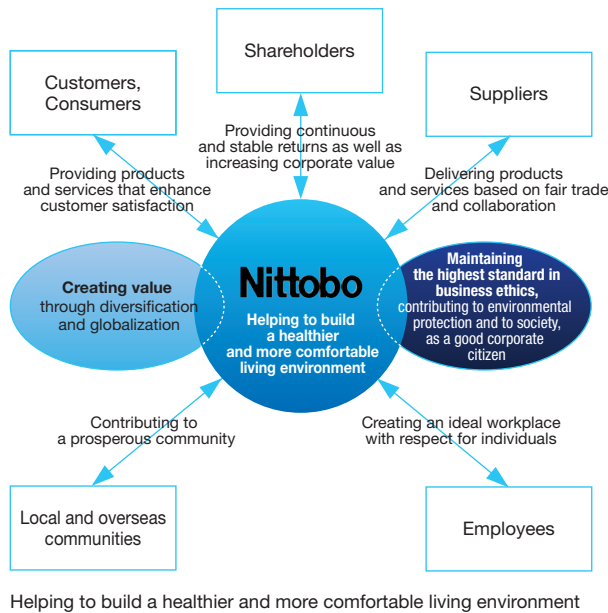 Shareholders
Customers,
Consumers
Suppliers
Providing continuous
and stable returns as well as
increasing corporate value
Providing products
and services that enhance
customer satisfaction
Delivering products
and services based on fair trade
and collaboration
Creating value
through diversification
and globalization
Nittobo
Helping to build
a healthier
and more comfortable
living environment
Maintaining
the highest standard in
business ethics,
contributing to environmental
protection and to society,
as a good corporate
citizen
Contributing to
a prosperous community
Creating an ideal workplace
with respect for individuals
Local and overseas
communities
Employees
Helping to build a healthier and more comfortable living environment